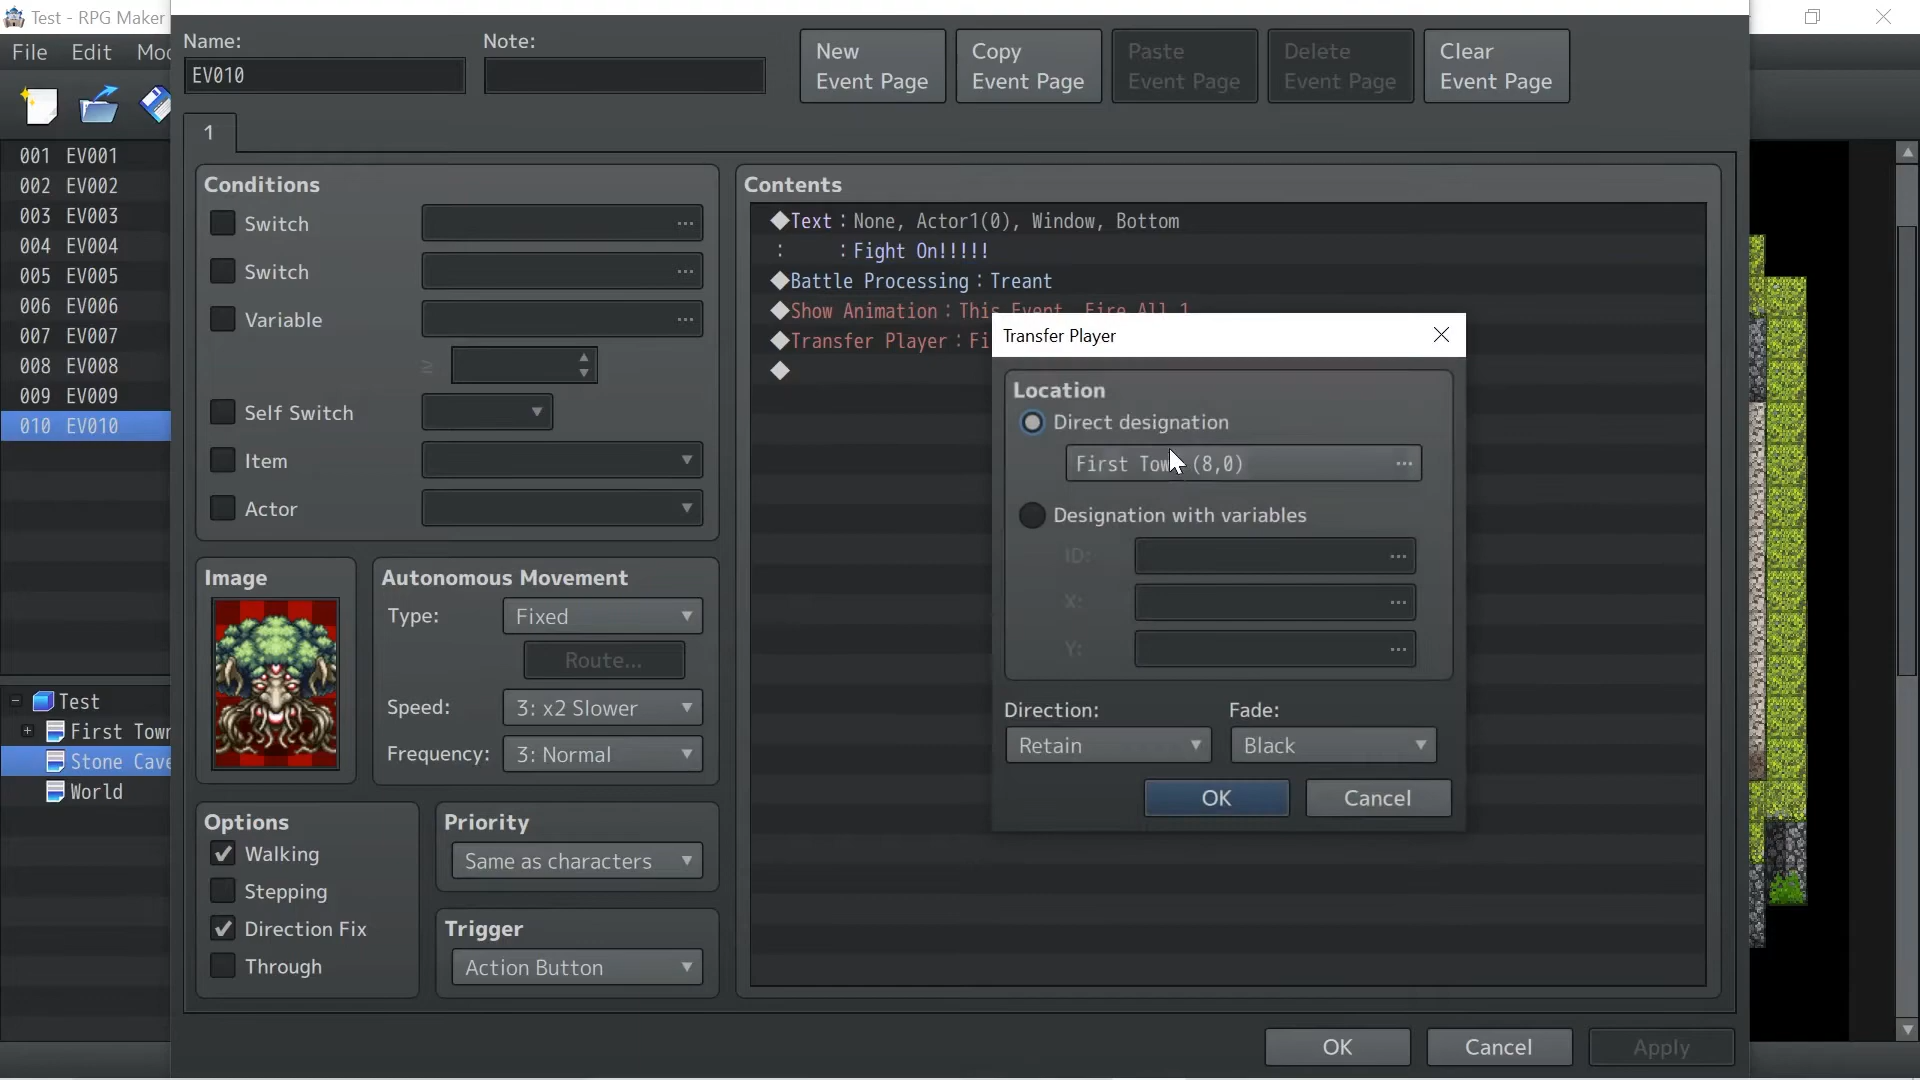 Test - RPG Maker
File Edit
Name:
Note:
EV010
New Event Page
Copy Event Page
Paste Event Page
Delete Event Page
Clear Event Page
1
001 EV001
002 EV002
003 EV003
004 EV004
005 EV005
006 EV006
007 EV007
008 EV008
009 EV009
010 EV010
Test
First Town
Stone Cave
World
Conditions
Switch ...
Switch ...
Variable ...
≥
Self Switch
Item
Actor
Image
Autonomous Movement
Type: Fixed
Route...
Speed: 3: x2 Slower
Frequency: 3: Normal
Options
Walking
Stepping
Direction Fix
Through
Priority
Same as characters
Trigger
Action Button
Contents
◆Text : None, Actor1(0), Window, Bottom
: : Fight On!!!!!
◆Battle Processing : Treant
◆Show Animation : This Event, Fire All 1
◆Transfer Player : Fi
◆
Transfer Player
Location
Direct designation
First Town (8,0) ...
Designation with variables
ID: ...
X: ...
Y: ...
Direction:
Retain
Fade:
Black
OK Cancel
OK Cancel Apply